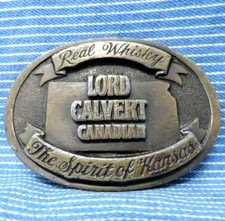 Real Whisky
LORD
CALVERT
CANADIAN
The Spirit of Kansas